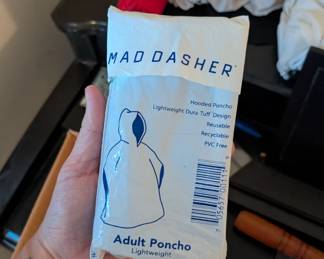 MAD DASHER®
Hooded Poncho
Lightweight Dura Tuff Design
Reusable
Recyclable
PVC Free
Adult Poncho
Lightweight